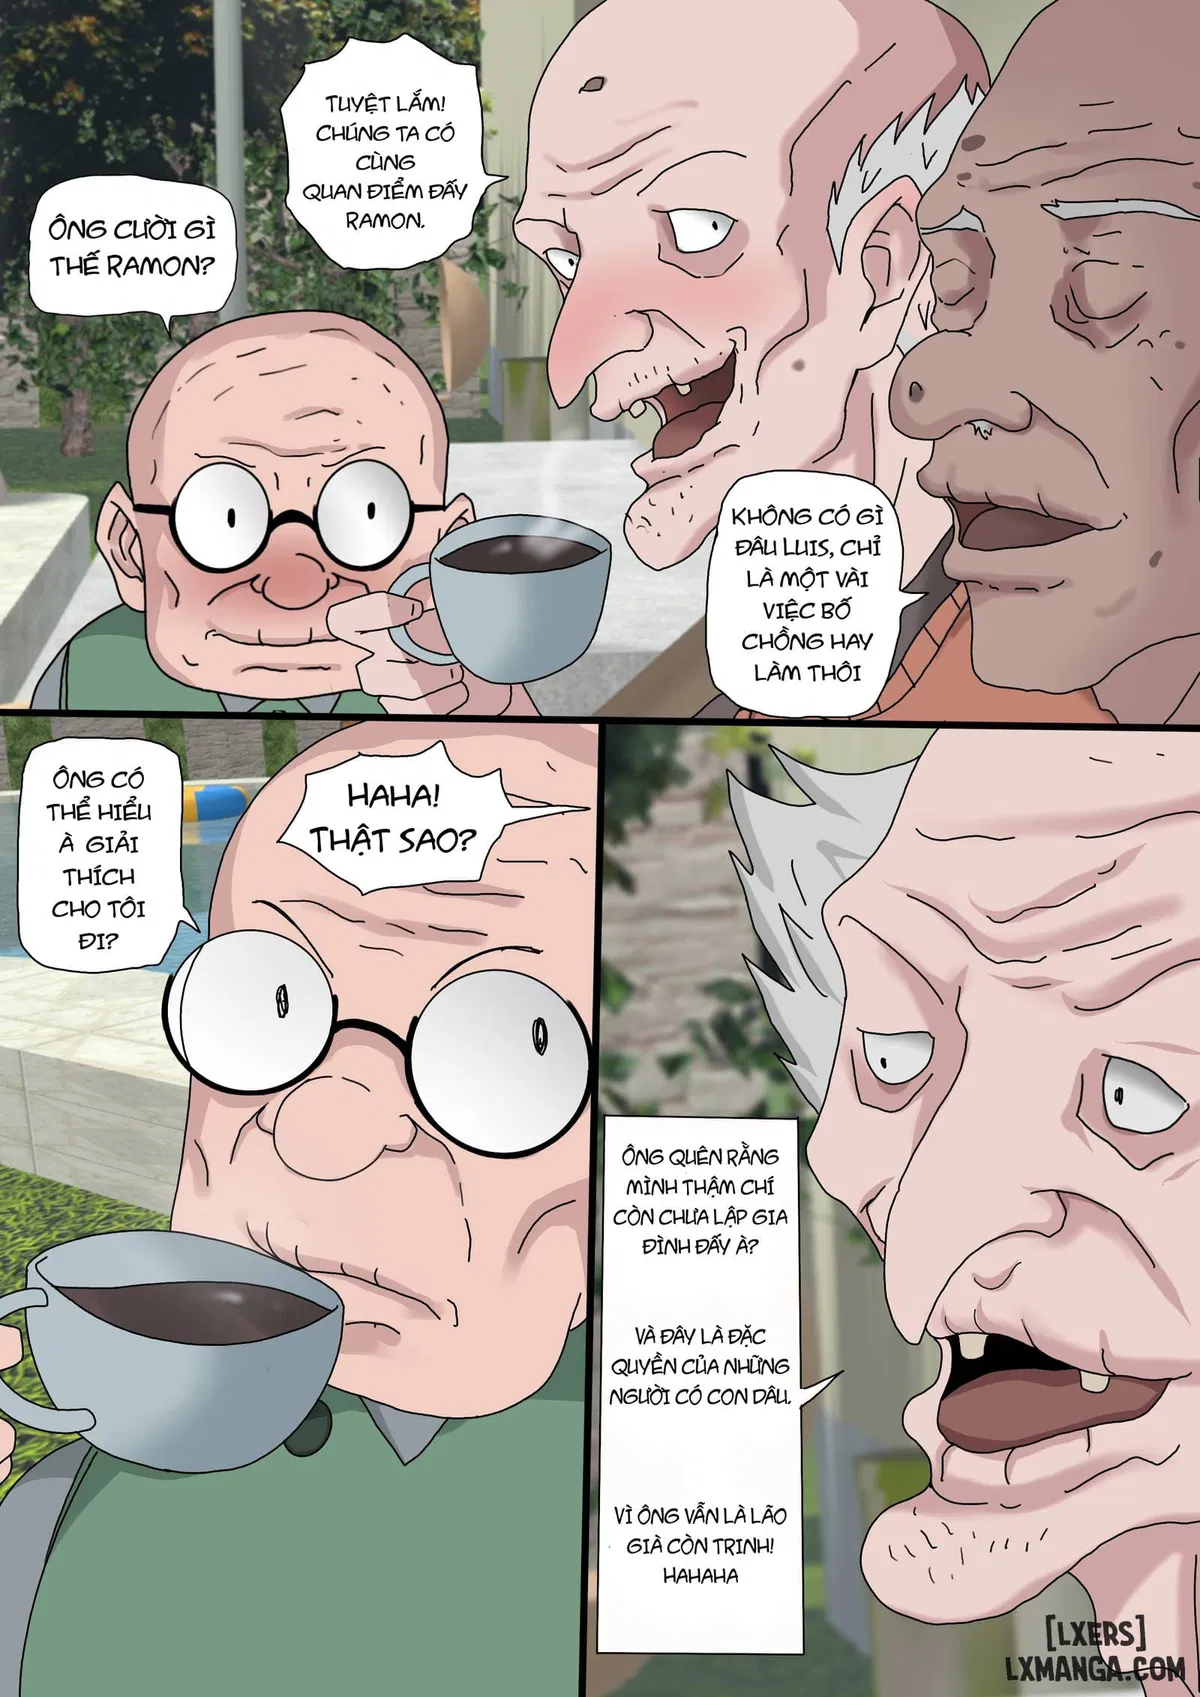 TUYỆT LẮM!
CHÚNG TA CÓ
CÙNG
QUAN ĐIỂM ĐẤY
RAMON.
ÔNG CƯỜI GÌ
THẾ RAMON?
KHÔNG CÓ GÌ
ĐÂU LUIS, CHỈ
LÀ MỘT VÀI
VIỆC BỐ
CHỒNG HAY
LÀM THÔI
ÔNG CÓ
THỂ HIỂU
À GIẢI
THÍCH
CHO TÔI
ĐI?
HAHA!
THẬT SAO?
ÔNG QUÊN RẰNG
MÌNH THẬM CHÍ
CÒN CHƯA LẬP GIA
ĐÌNH ĐẤY À?
VÀ ĐÂY LÀ ĐẶC
QUYỀN CỦA NHỮNG
NGƯỜI CÓ CON DÂU.
VÌ ÔNG VẪN LÀ LÃO
GIÀ CÒN TRINH!
HAHAHA
[LXERS]
LXMANGA.COM